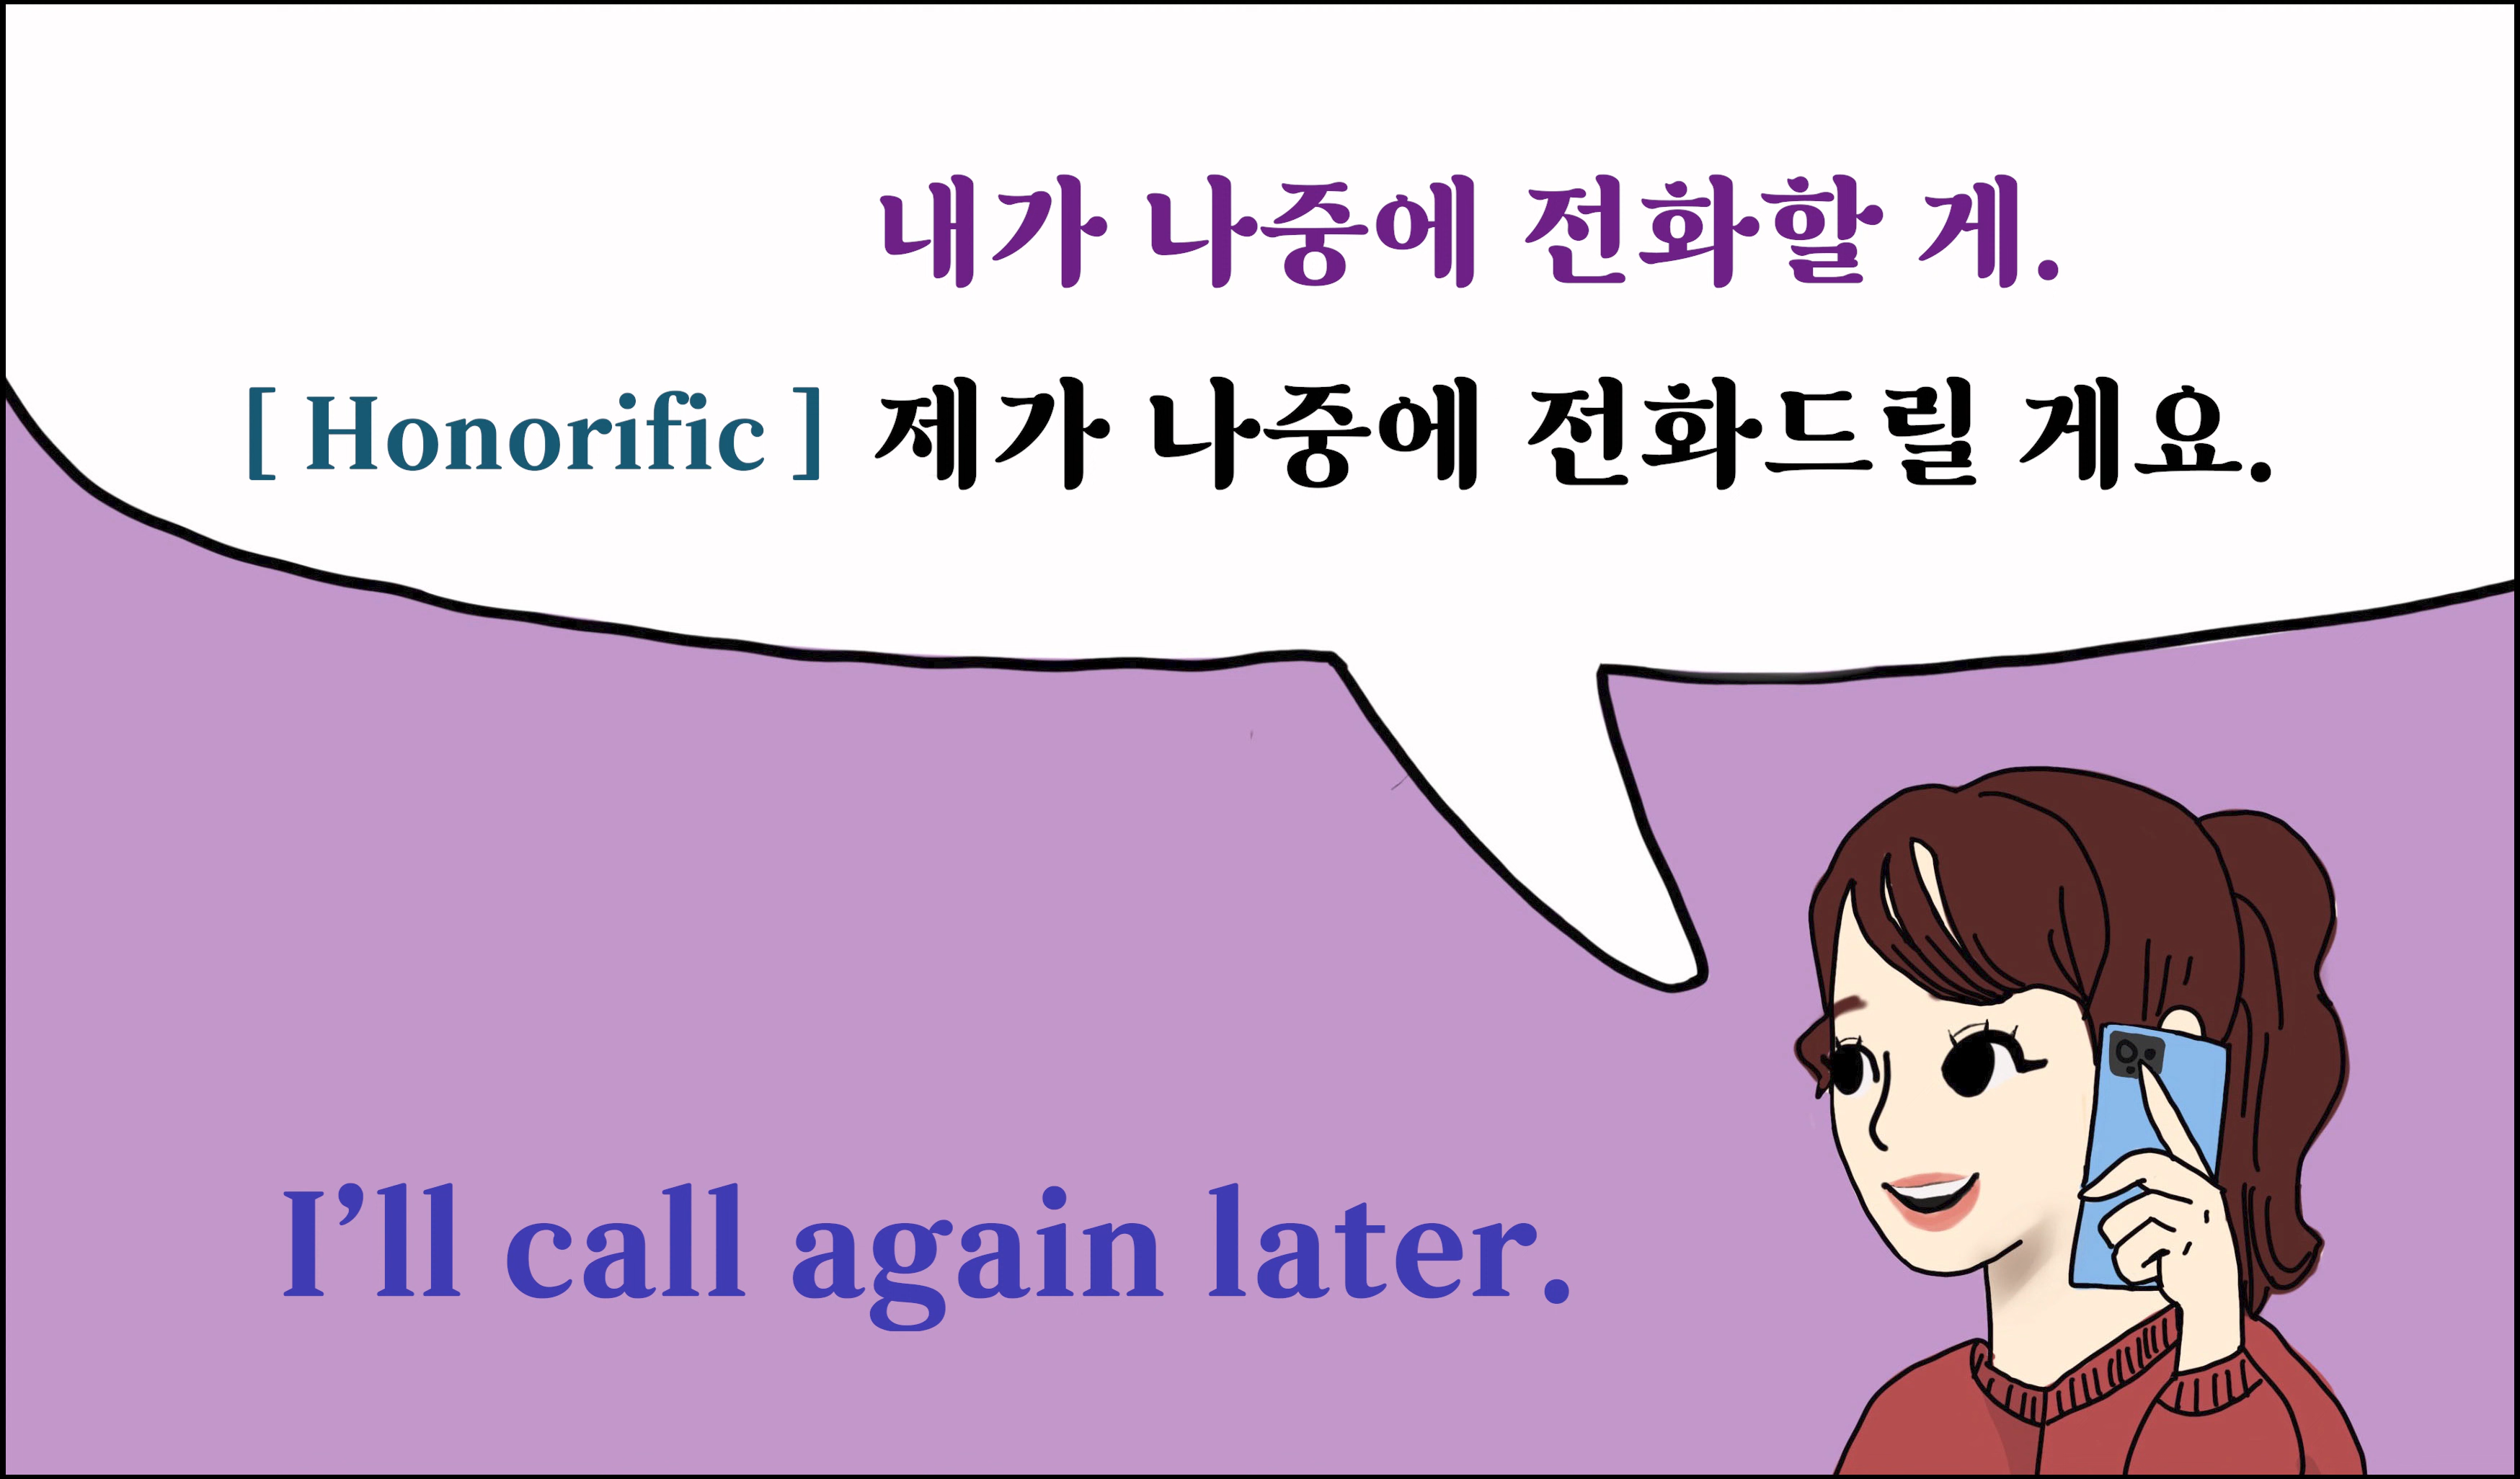 내가 나중에 전화할 게.
[ Honorific ] 제가 나중에 전화드릴 게요.
I’ll call again later.